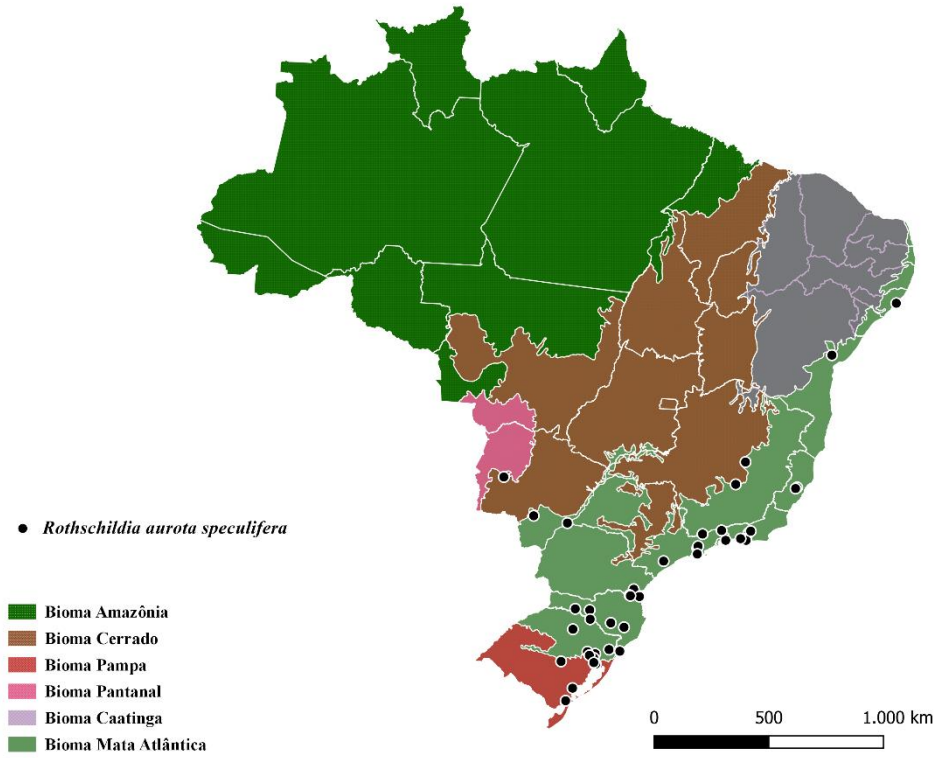 Rothschildia aurota speculifera
Bioma Amazônia
Bioma Cerrado
Bioma Pampa
Bioma Pantanal
Bioma Caatinga
Bioma Mata Atlântica
0 500 1.000 km